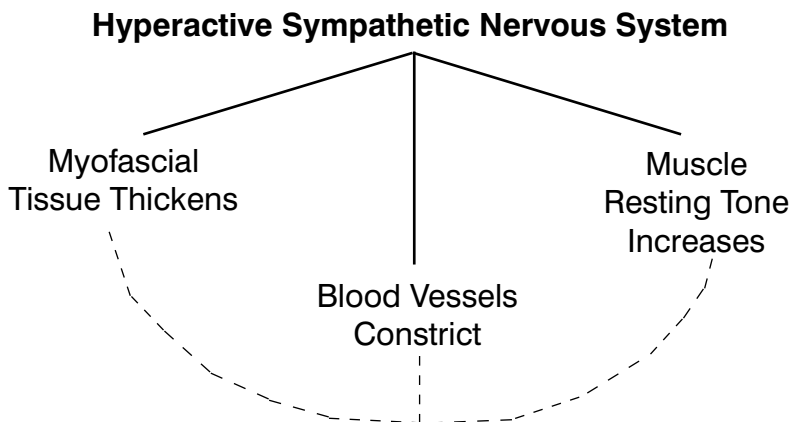 Hyperactive Sympathetic Nervous System
Myofascial
Tissue Thickens
Muscle
Resting Tone
Increases
Blood Vessels
Constrict